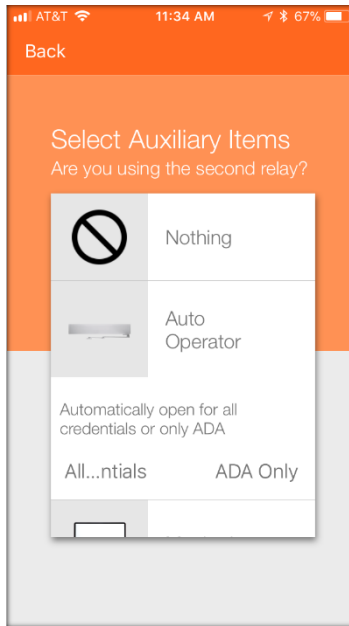 AT&T 11:34 AM 67%
Back
Select Auxiliary Items
Are you using the second relay?
Nothing
Auto
Operator
Automatically open for all
credentials or only ADA
All...ntials ADA Only